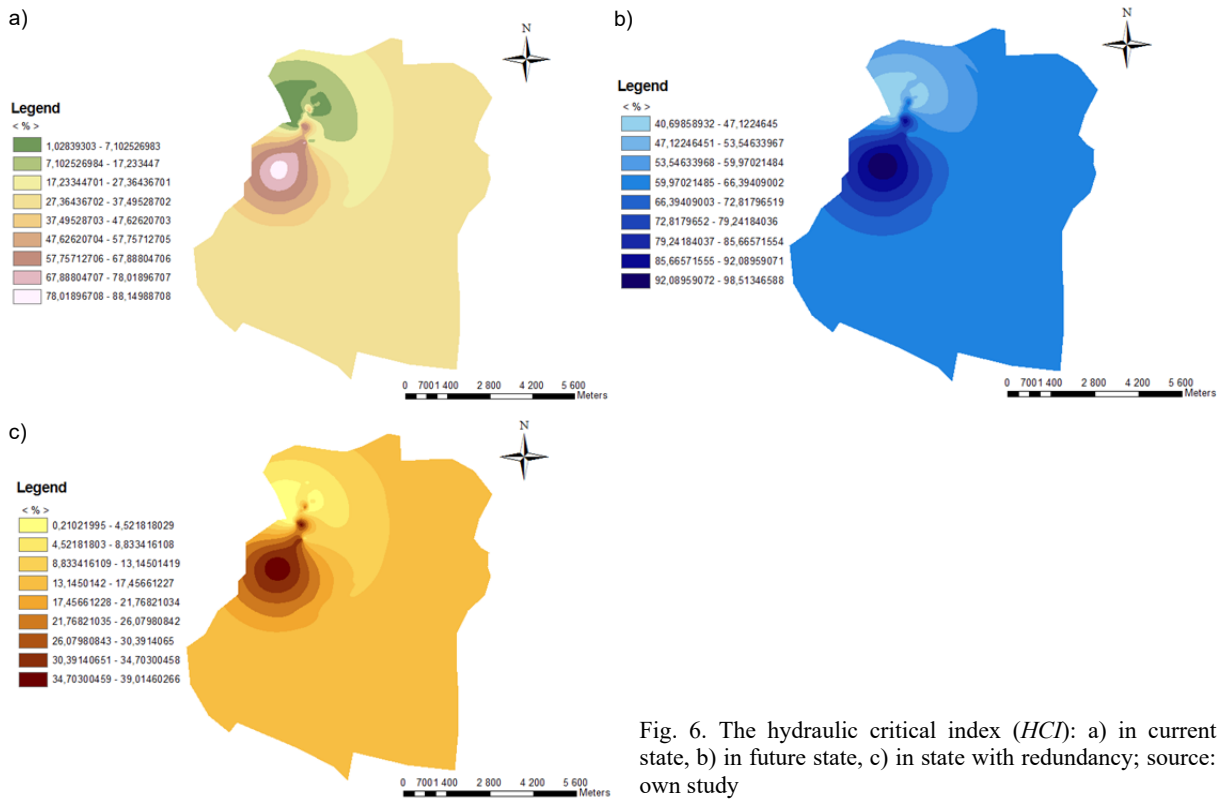 a)
N
Legend
< % >
1,02839303 - 7,102526983
7,102526984 - 17,233447
17,23344701 - 27,36436701
27,36436702 - 37,49528702
37,49528703 - 47,62620703
47,62620704 - 57,75712705
57,75712706 - 67,88804706
67,88804707 - 78,01896707
78,01896708 - 88,14988708
0 700 1 400 2 800 4 200 5 600
Meters
b)
N
Legend
< % >
40,69858932 - 47,1224645
47,12246451 - 53,54633967
53,54633968 - 59,97021484
59,97021485 - 66,39409002
66,39409003 - 72,81796519
72,8179652 - 79,24184036
79,24184037 - 85,66571554
85,66571555 - 92,08959071
92,08959072 - 98,51346588
0 700 1 400 2 800 4 200 5 600
Meters
c)
N
Legend
< % >
0,21021995 - 4,521818029
4,52181803 - 8,833416108
8,833416109 - 13,14501419
13,1450142 - 17,45661227
17,45661228 - 21,76821034
21,76821035 - 26,07980842
26,07980843 - 30,3914065
30,39140651 - 34,70300458
34,70300459 - 39,01460266
0 700 1 400 2 800 4 200 5 600
Meters
Fig. 6. The hydraulic critical index (HCI): a) in current
state, b) in future state, c) in state with redundancy; source:
own study